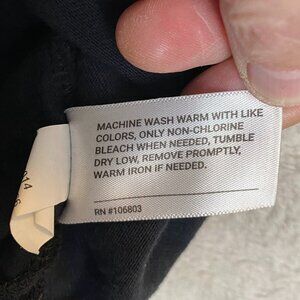 MACHINE WASH WARM WITH LIKE
COLORS, ONLY NON-CHLORINE
BLEACH WHEN NEEDED, TUMBLE
DRY LOW, REMOVE PROMPTLY,
WARM IRON IF NEEDED.
RN #106803